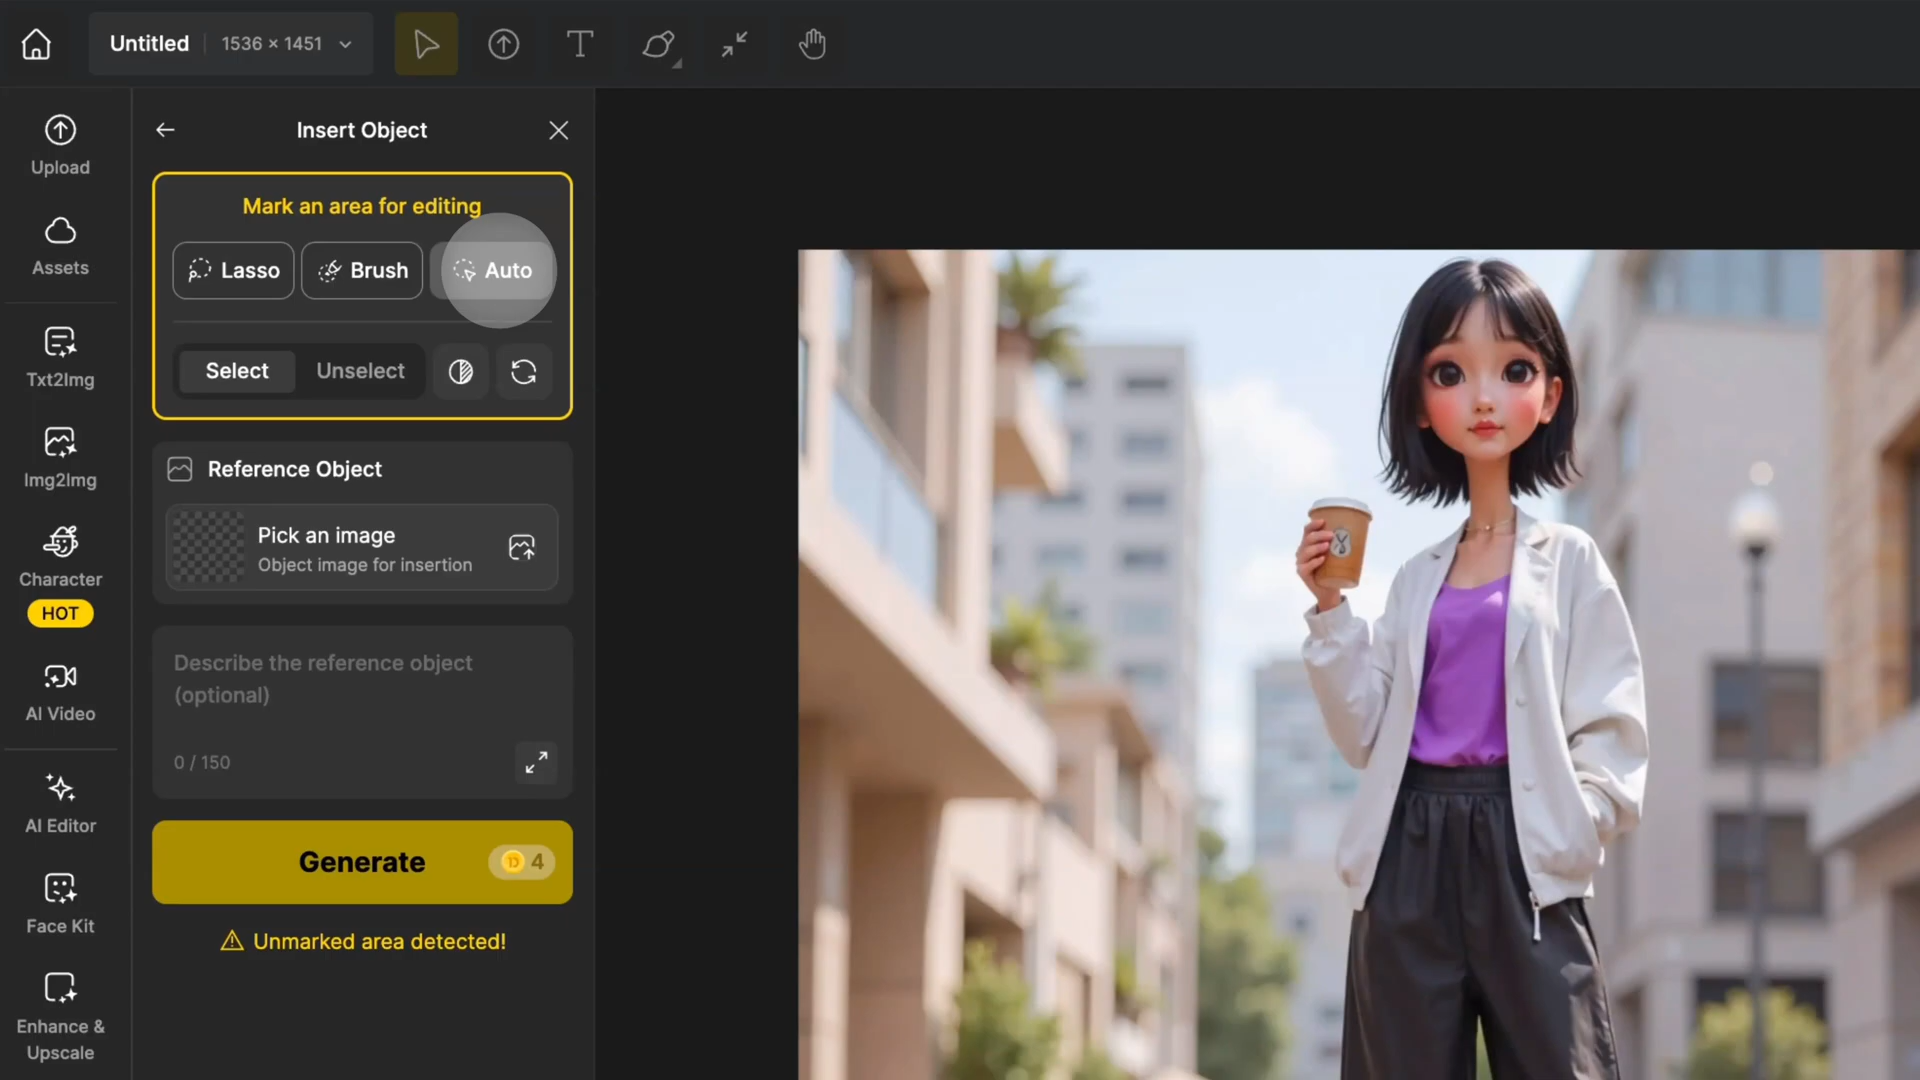 Untitled
1536 × 1451
Upload
Assets
Txt2Img
Img2Img
Character
HOT
AI Video
AI Editor
Face Kit
Enhance &
Upscale
Insert Object
Mark an area for editing
Lasso
Brush
Auto
Select
Unselect
Reference Object
Pick an image
Object image for insertion
Describe the reference object
(optional)
0 / 150
Generate
4
Unmarked area detected!